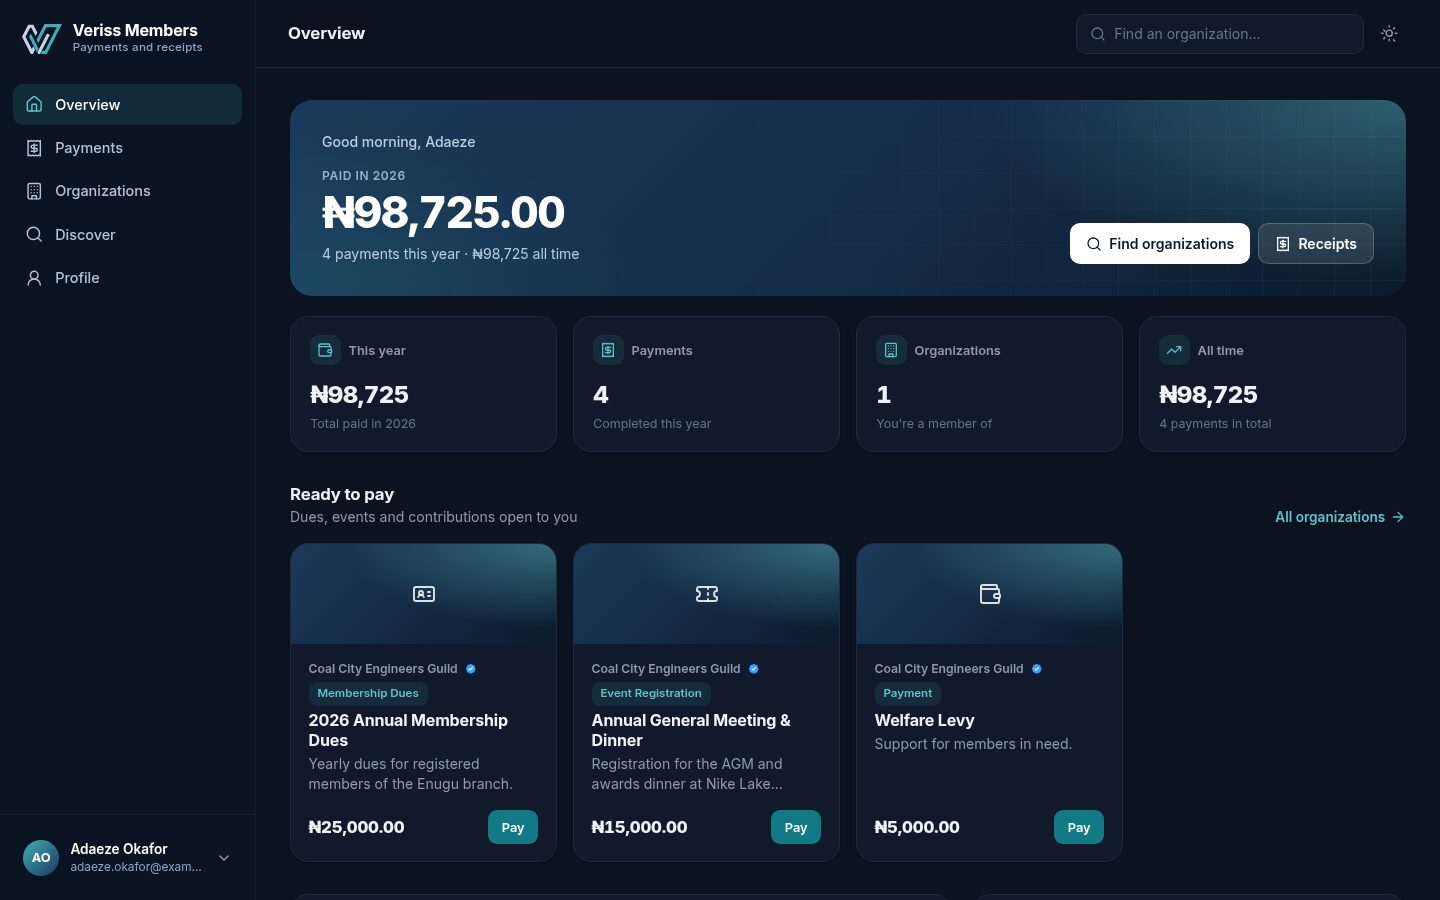 Veriss Members
Payments and receipts
Overview
Payments
Organizations
Discover
Profile
Adaeze Okafor
adaeze.okafor@exam...
AO
Overview
Find an organization...
Good morning, Adaeze
PAID IN 2026
₦98,725.00
4 payments this year · ₦98,725 all time
Find organizations
Receipts
This year
₦98,725
Total paid in 2026
Payments
4
Completed this year
Organizations
1
You're a member of
All time
₦98,725
4 payments in total
Ready to pay
Dues, events and contributions open to you
All organizations
Coal City Engineers Guild
Membership Dues
2026 Annual Membership
Dues
Yearly dues for registered
members of the Enugu branch.
₦25,000.00
Pay
Coal City Engineers Guild
Event Registration
Annual General Meeting &
Dinner
Registration for the AGM and
awards dinner at Nike Lake...
₦15,000.00
Pay
Coal City Engineers Guild
Payment
Welfare Levy
Support for members in need.
₦5,000.00
Pay